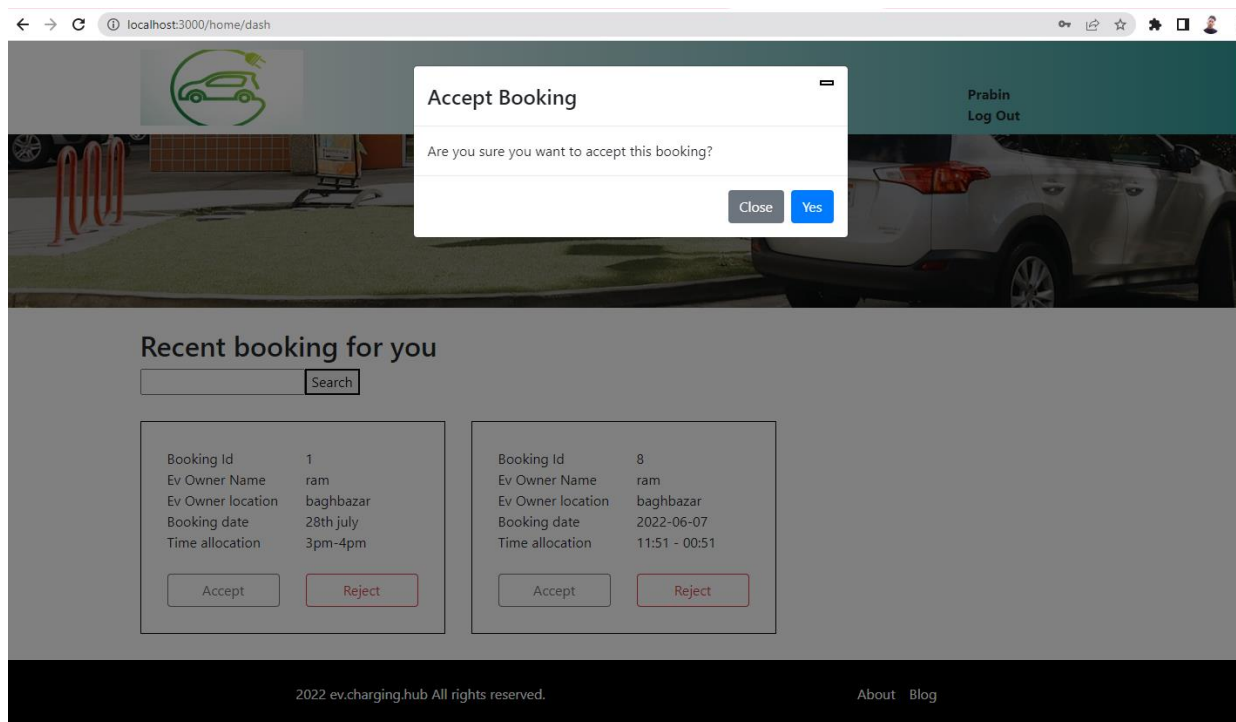 localhost:3000/home/dash
Accept Booking
Prabin
Log Out
Are you sure you want to accept this booking?
Close Yes
Recent booking for you
Search
Booking Id 1
Ev Owner Name ram
Ev Owner location baghbazar
Booking date 28th july
Time allocation 3pm-4pm
Accept Reject
Booking Id 8
Ev Owner Name ram
Ev Owner location baghbazar
Booking date 2022-06-07
Time allocation 11:51 - 00:51
Accept Reject
2022 ev.charging.hub All rights reserved.
About Blog